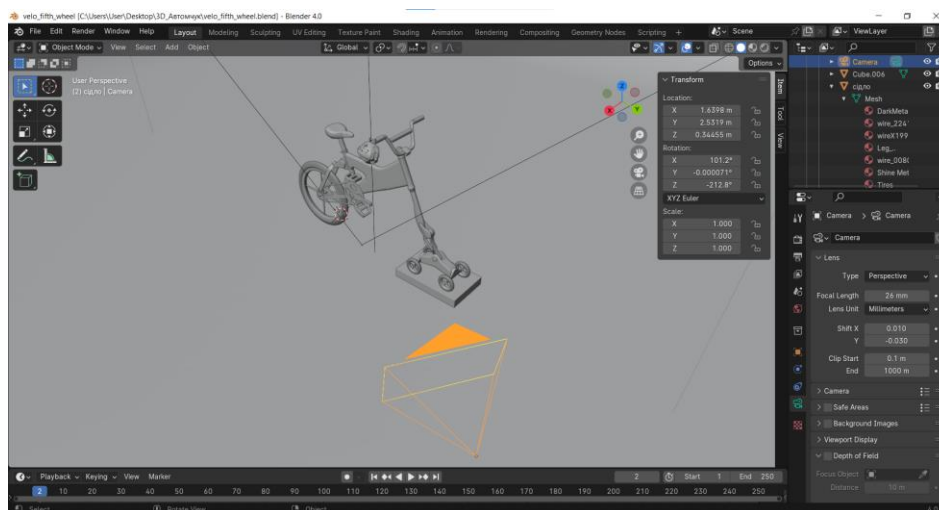 velo_fifth_wheel [C:\Users\User\Desktop\3D_Автомчук\velo_fifth_wheel.blend] - Blender 4.0
File Edit Render Window Help Layout Modeling Sculpting UV Editing Texture Paint Shading Animation Rendering Compositing Geometry Nodes Scripting + Scene ViewLayer
Object Mode View Select Add Object Global
Options
User Perspective
(2) сідло | Camera
Transform
Location:
X 1.6398 m
Y 2.5319 m
Z 0.34455 m
Rotation:
X 101.2°
Y -0.000071°
Z -212.8°
XYZ Euler
Scale:
X 1.000
Y 1.000
Z 1.000
Item
Tool
View
X
Y
Z
Camera
Cube.006
сідло
Mesh
DarkMeta
wire_224
wireX199
Leg_..
wire_008
Shine Met
Tires
Camera > Camera
Camera
Lens
Type Perspective
Focal Length 26 mm
Lens Unit Millimeters
Shift X 0.010
Y -0.030
Clip Start 0.1 m
End 1000 m
Camera
Safe Areas
Background Images
Viewport Display
Depth of Field
Focus Object
Distance 10 m
Playback Keying View Marker 2 Start 1 End 250
2 10 20 30 40 50 60 70 80 90 100 110 120 130 140 150 160 170 180 190 200 210 220 230 240 250
Select Rotate View Object